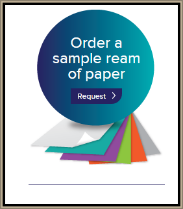 Order a
sample ream
of paper
Request